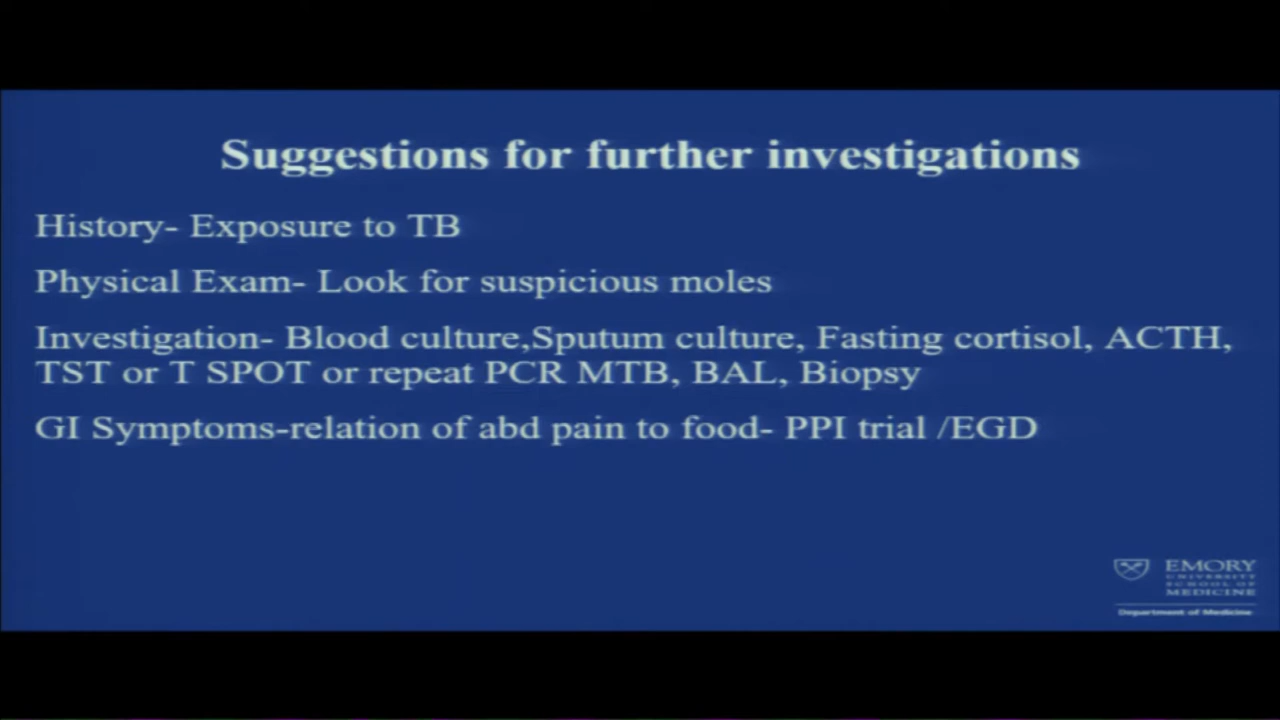 Suggestions for further investigations
History- Exposure to TB
Physical Exam- Look for suspicious moles
Investigation- Blood culture,Sputum culture, Fasting cortisol, ACTH,
TST or T SPOT or repeat PCR MTB, BAL, Biopsy
GI Symptoms-relation of abd pain to food- PPI trial /EGD
EMORY
UNIVERSITY
SCHOOL OF
MEDICINE
Department of Medicine